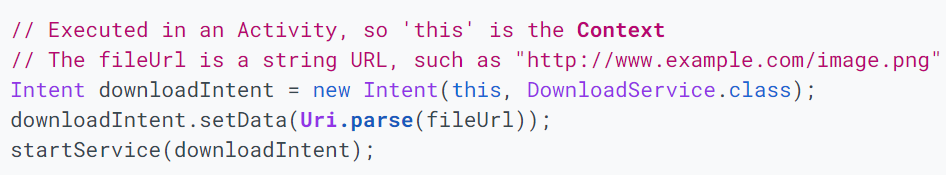 // Executed in an Activity, so 'this' is the Context
// The fileUrl is a string URL, such as "http://www.example.com/image.png"
Intent downloadIntent = new Intent(this, DownloadService.class);
downloadIntent.setData(Uri.parse(fileUrl));
startService(downloadIntent);